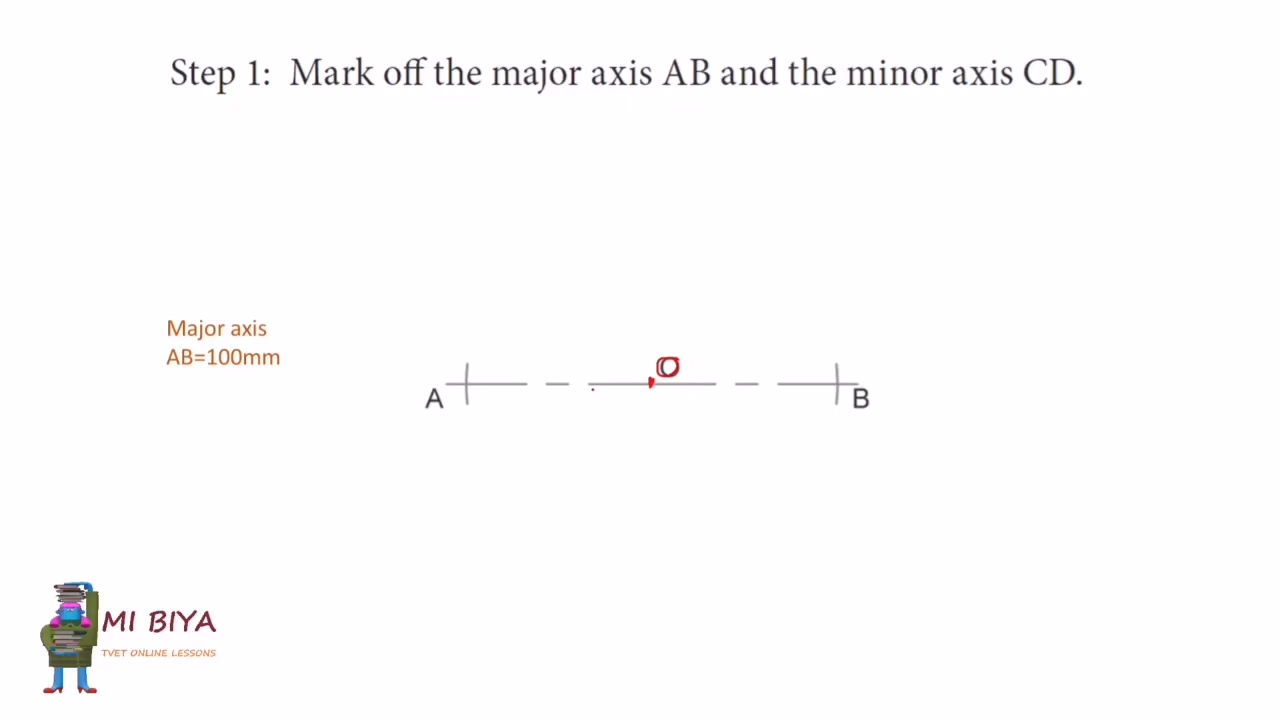 Step 1: Mark off the major axis AB and the minor axis CD.
Major axis
AB=100mm
O
A
B
MI BIYA
TVET ONLINE LESSONS